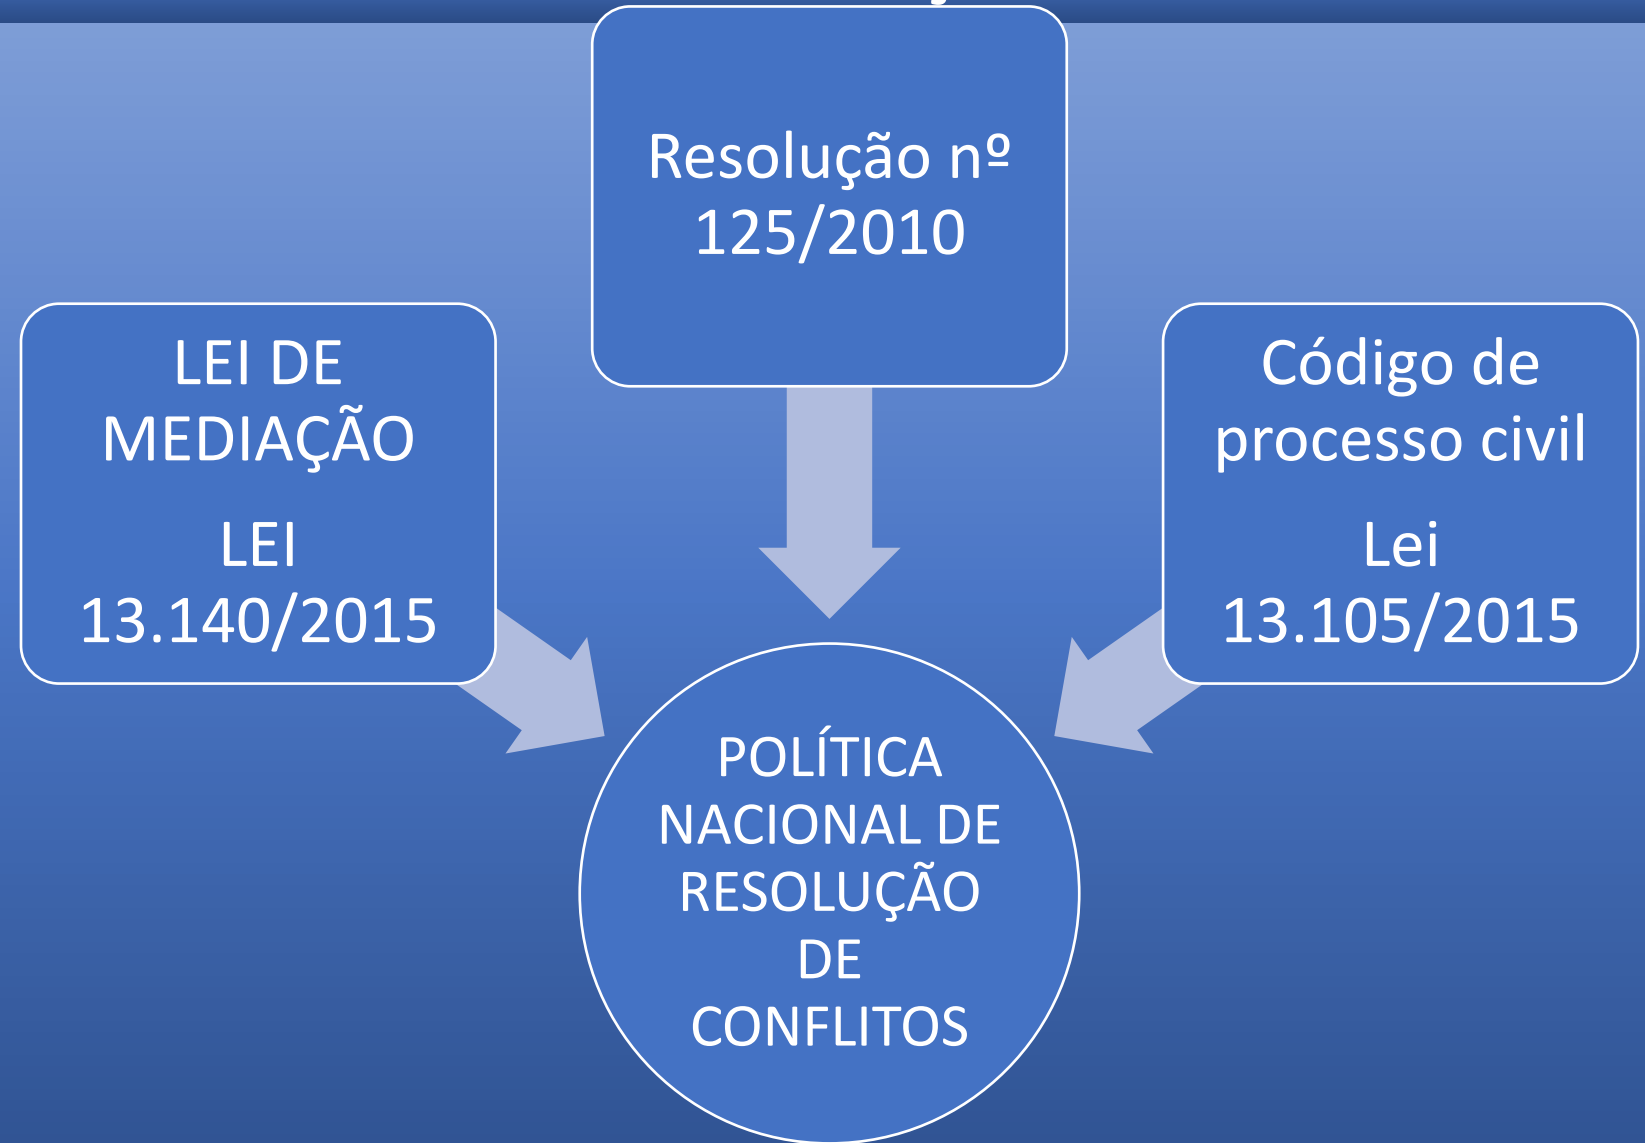 Resolução nº
125/2010
LEI DE
MEDIAÇÃO
LEI
13.140/2015
Código de
processo civil
Lei
13.105/2015
POLÍTICA
NACIONAL DE
RESOLUÇÃO
DE
CONFLITOS